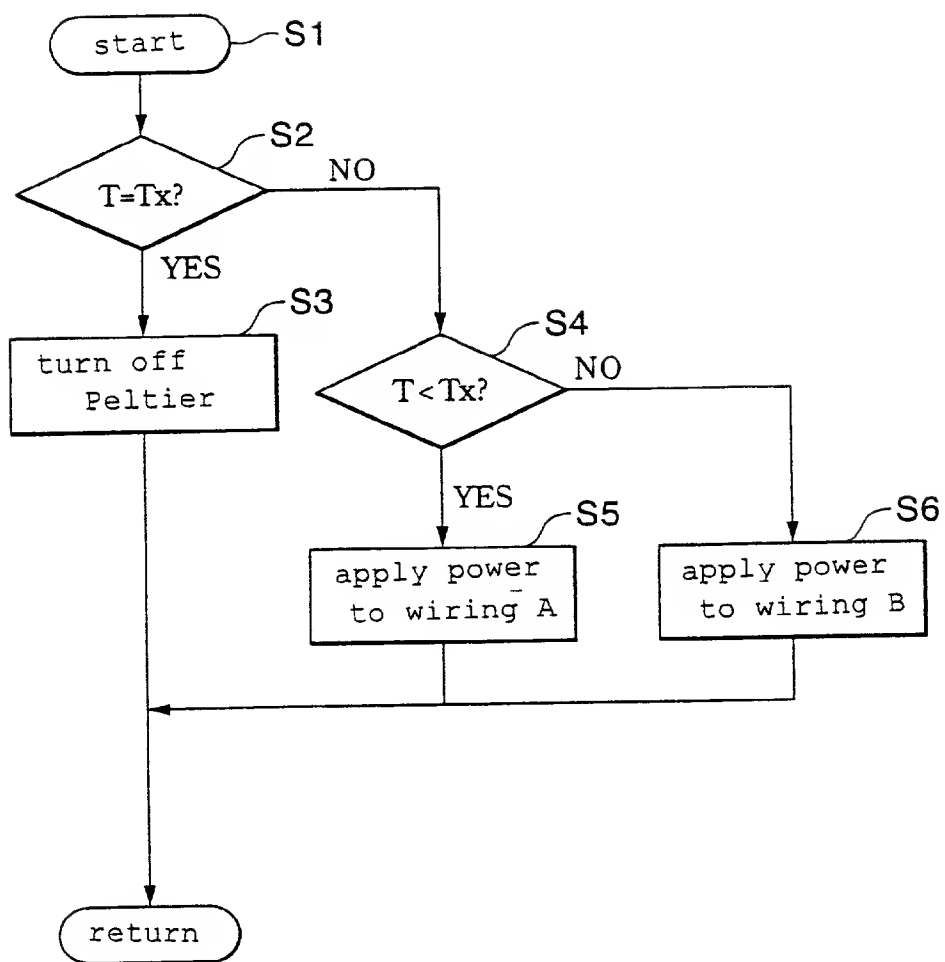 start
S1
S2
T=Tx?
NO
YES
S3
turn off
Peltier
S4
T<Tx?
NO
YES
S5
apply power
to wiring A
S6
apply power
to wiring B
return